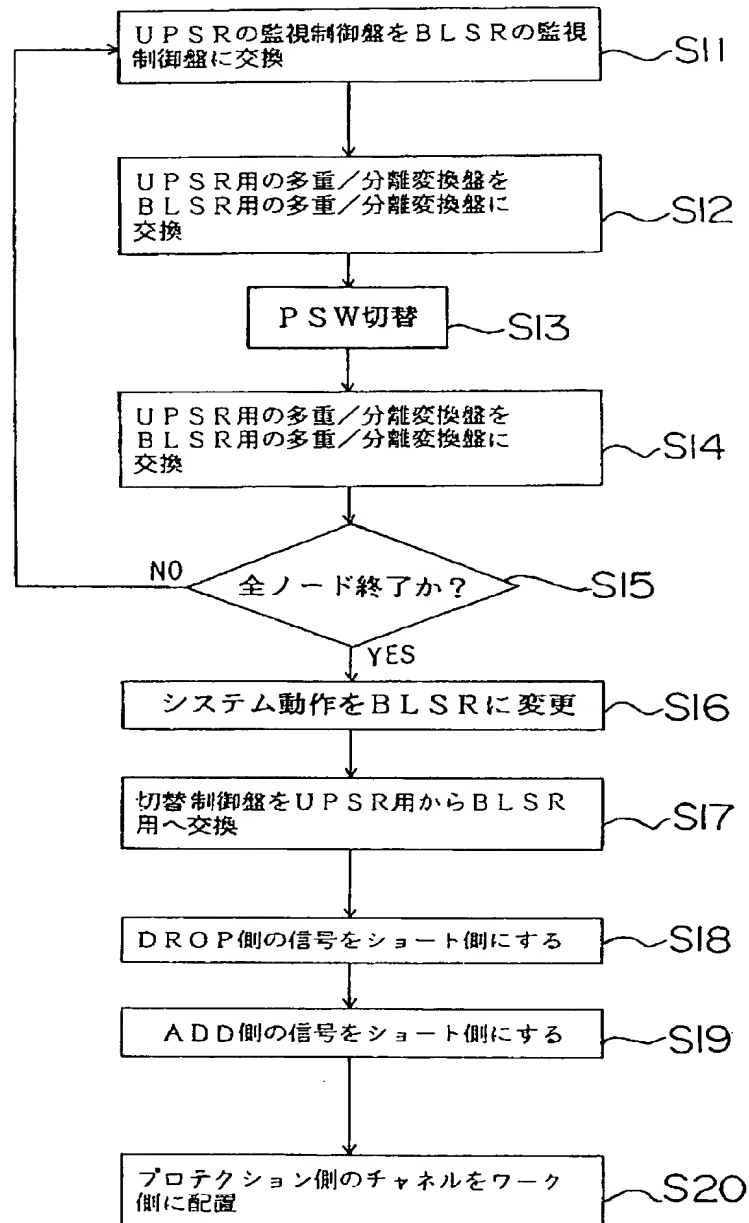 UPSRの監視制御盤をBLSRの監視
制御盤に交換
S11
UPSR用の多重/分離変換盤を
BLSR用の多重/分離変換盤に
交換
S12
PSW切替
S13
UPSR用の多重/分離変換盤を
BLSR用の多重/分離変換盤に
交換
S14
NO
全ノード終了か?
S15
YES
システム動作をBLSRに変更
S16
切替制御盤をUPSR用からBLSR
用へ交換
S17
DROP側の信号をショート側にする
S18
ADD側の信号をショート側にする
S19
プロテクション側のチャネルをワーク
側に配置
S20